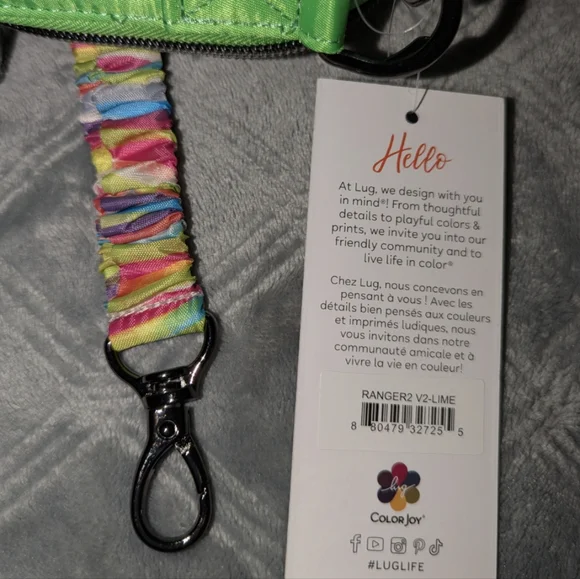 Hello
At Lug, we design with you
in mind®! From thoughtful
details to playful colors &
prints, we invite you into our
friendly community and to
live life in color®
Chez Lug, nous concevons en
pensant à vous ! Avec les
détails bien pensés aux couleurs
et imprimés ludiques, nous
vous invitons dans notre
communauté amicale et à
vivre la vie en couleur!
RANGER2 V2-LIME
8 80479 32725 5
lug
COLOR JOY®
#LUGLIFE